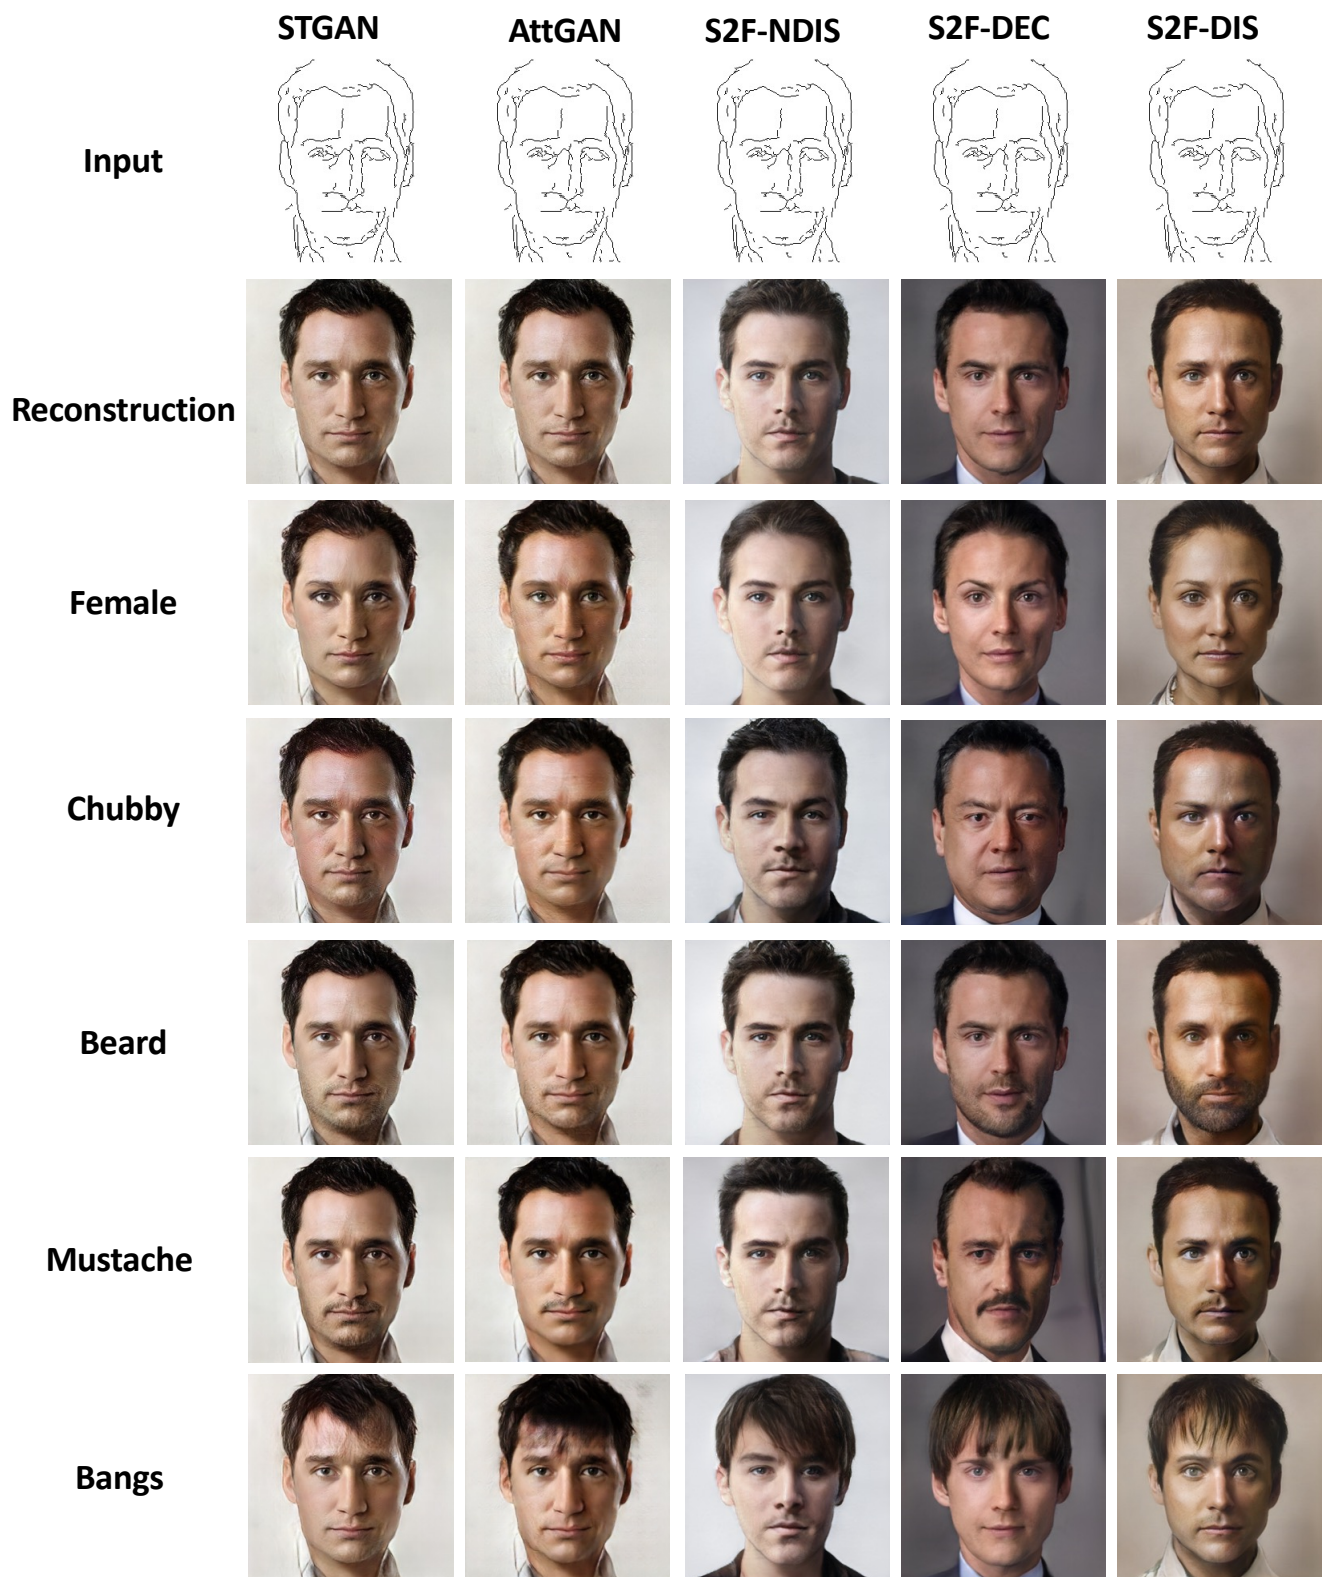 STGAN AttGAN S2F-NDIS S2F-DEC S2F-DIS
Input
Reconstruction
Female
Chubby
Beard
Mustache
Bangs